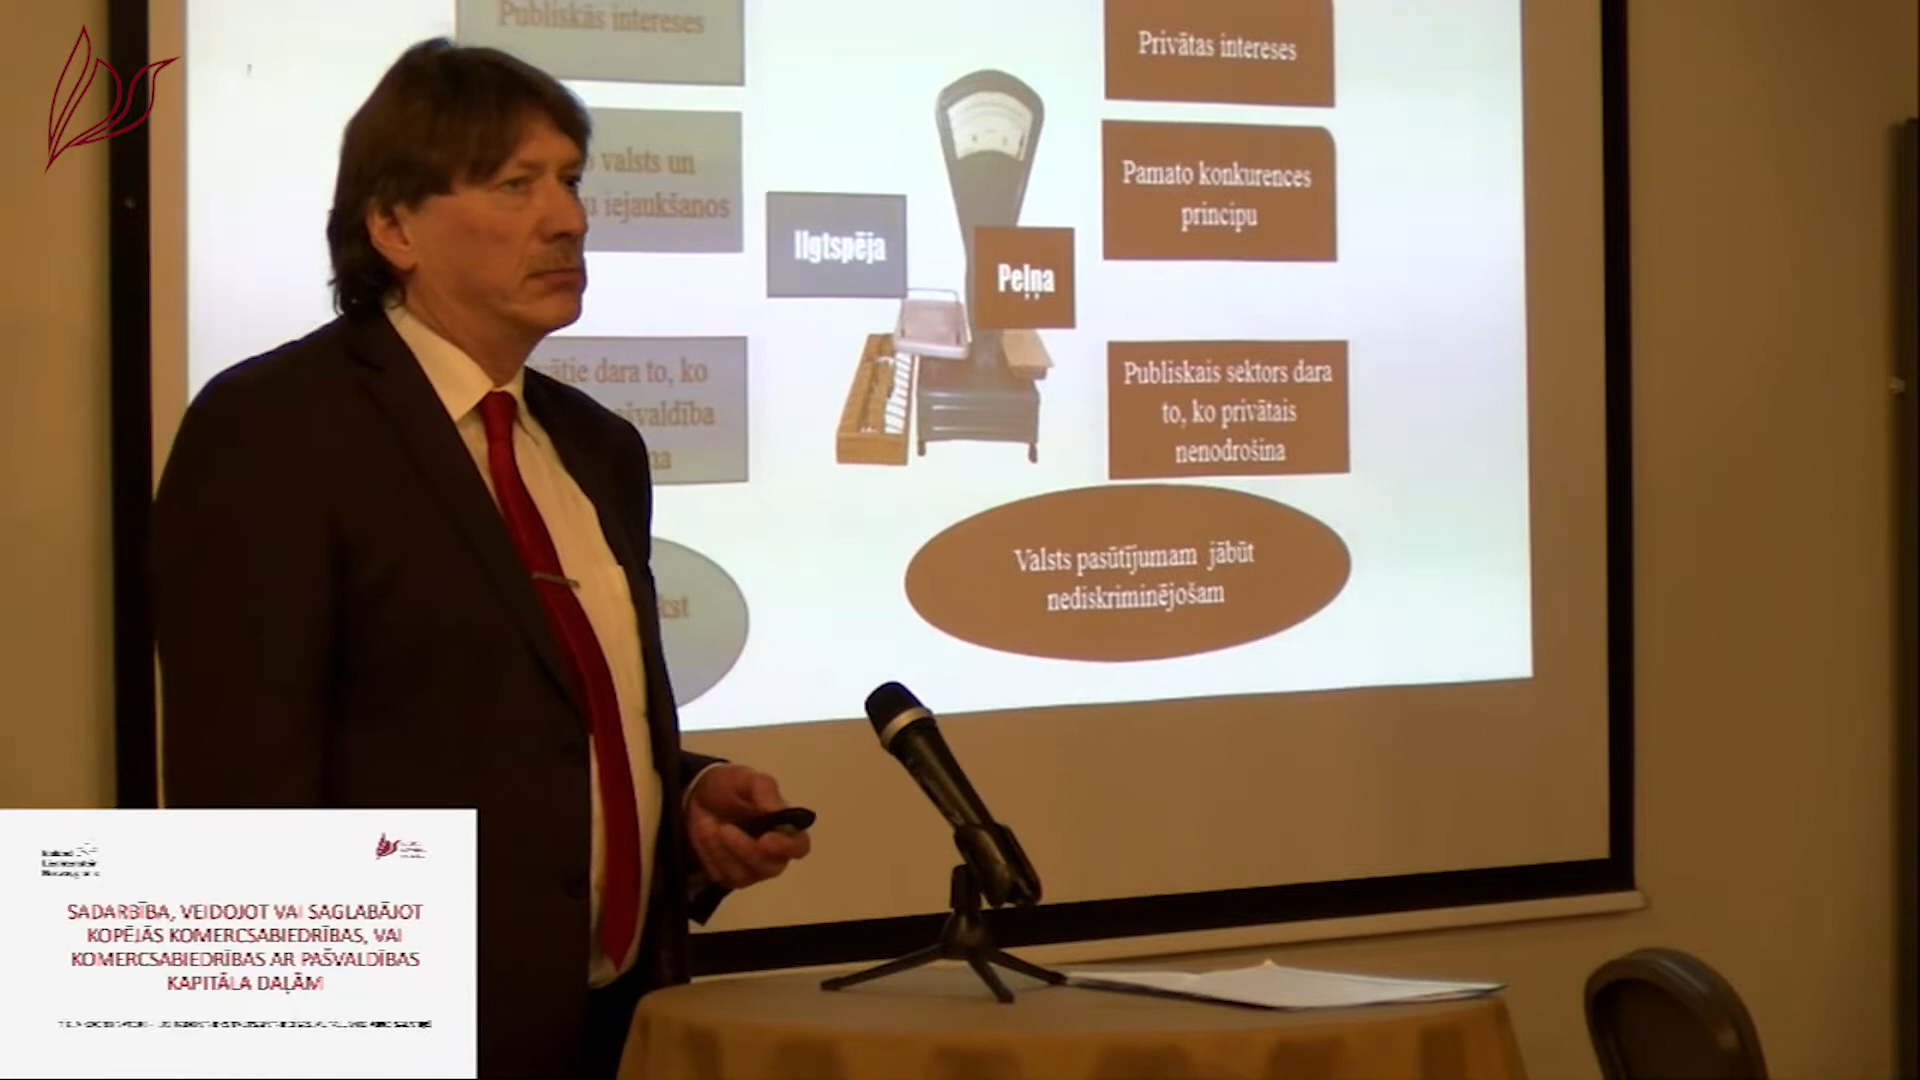 Publiskās intereses
valsts un
iejaukšanos
dara to, ko
Ilgtspēja
Peļņa
Privātas intereses
Pamato konkurences
principu
Publiskais sektors dara
to, ko privātais
nenodrošina
Valsts pasūtījumam jābūt
nediskriminējošam
SADARBĪBA, VEIDOJOT VAI SAGLABĀJOT
KOPĒJĀS KOMERCSABIEDRĪBAS, VAI
KOMERCSABIEDRĪBAS AR PAŠVALDĪBAS
KAPITĀLA DAĻĀM